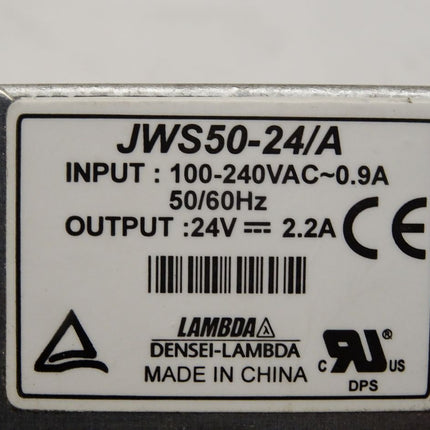 JWS50-24/A
INPUT : 100-240VAC~0.9A
50/60Hz
OUTPUT :24V ⎓ 2.2A
CE
LAMBDA
DENSEI-LAMBDA
MADE IN CHINA
C RU ® US
DPS